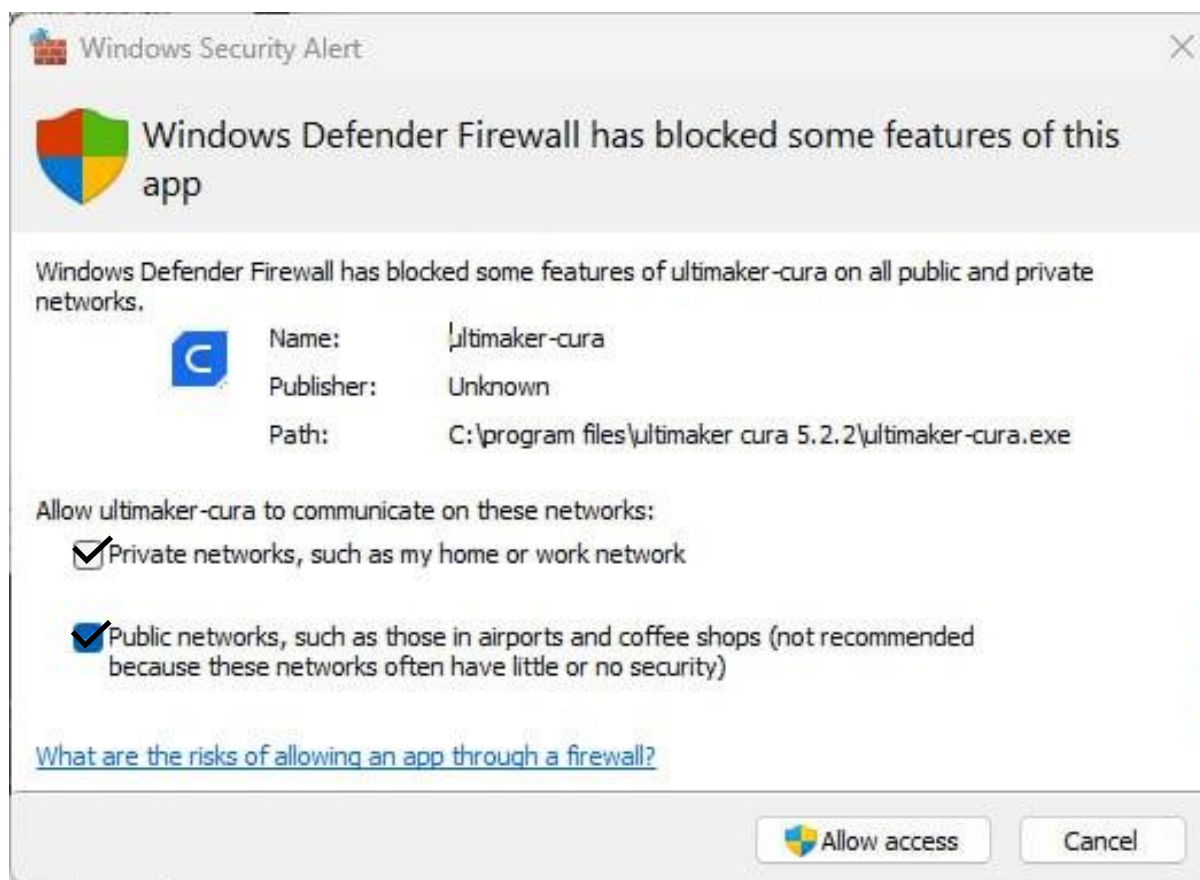 Windows Security Alert
Windows Defender Firewall has blocked some features of this
app
Windows Defender Firewall has blocked some features of ultimaker-cura on all public and private
networks.
Name: ultimaker-cura
Publisher: Unknown
Path: C:\program files\ultimaker cura 5.2.2\ultimaker-cura.exe
Allow ultimaker-cura to communicate on these networks:
Private networks, such as my home or work network
Public networks, such as those in airports and coffee shops (not recommended
because these networks often have little or no security)
What are the risks of allowing an app through a firewall?
Allow access Cancel